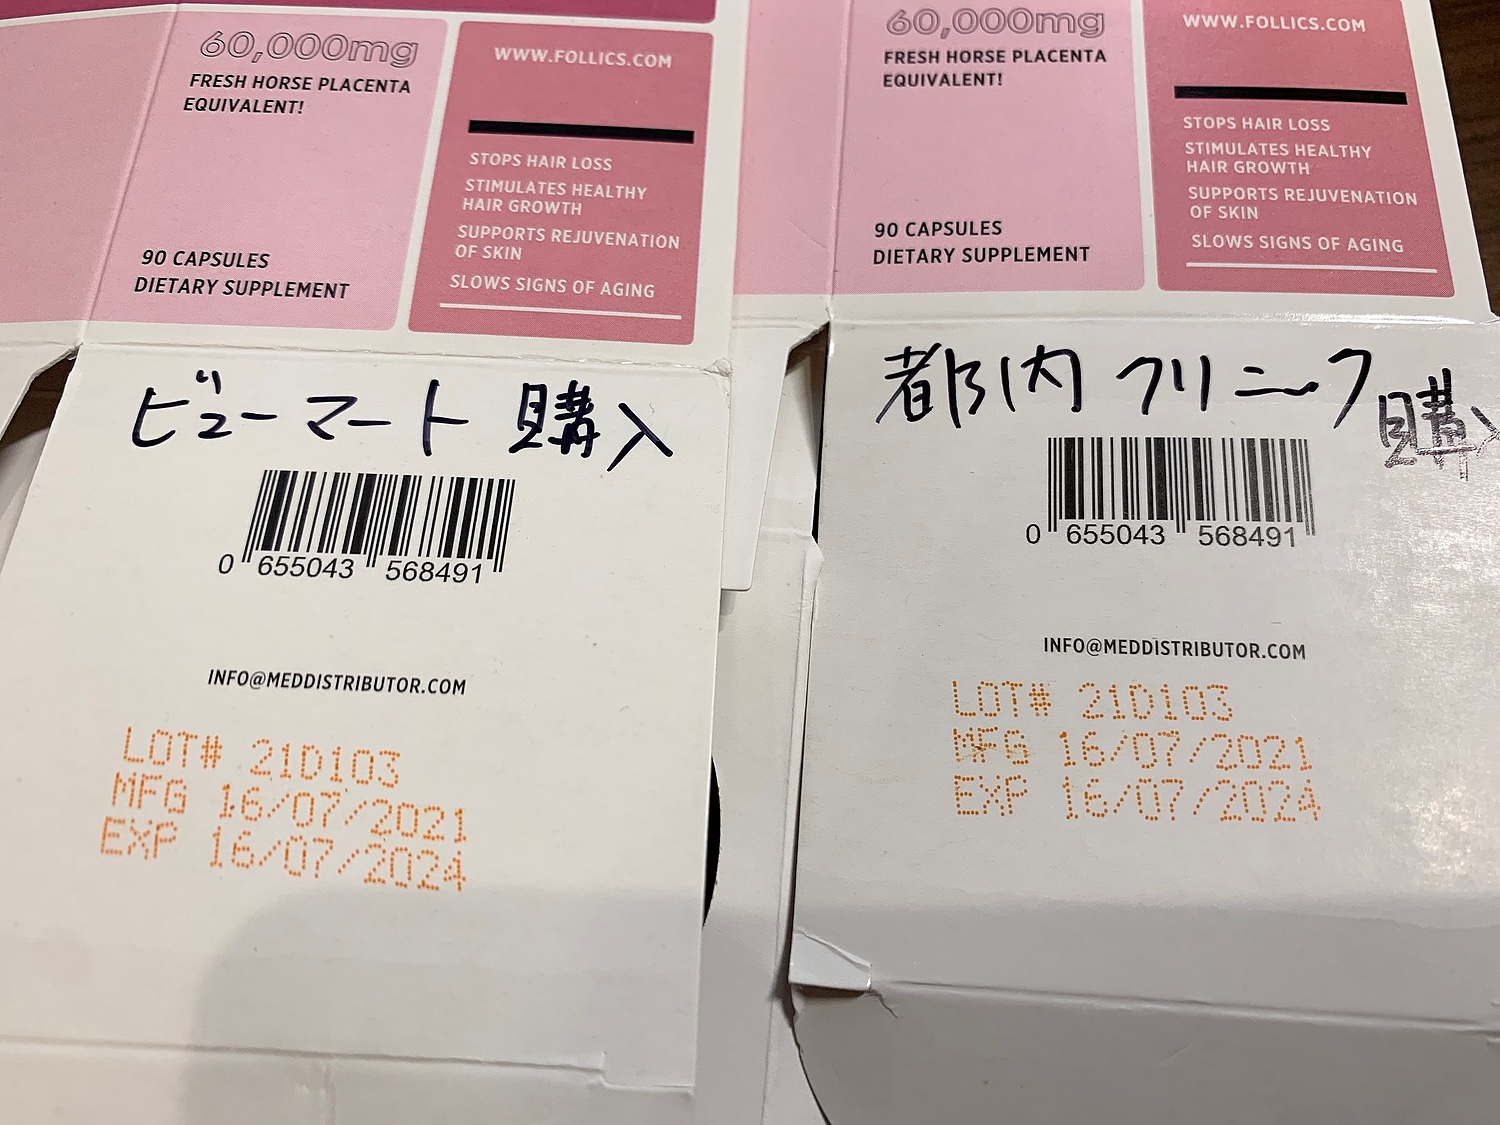 60,000mg
FRESH HORSE PLACENTA
EQUIVALENT!
90 CAPSULES
DIETARY SUPPLEMENT
WWW.FOLLICS.COM
STOPS HAIR LOSS
STIMULATES HEALTHY
HAIR GROWTH
SUPPORTS REJUVENATION
OF SKIN
SLOWS SIGNS OF AGING
ビューマート 購入
0 655043 568491
INFO@MEDDISTRIBUTOR.COM
LOT# 21D103
MFG 16/07/2021
EXP 16/07/2024
60,000mg
FRESH HORSE PLACENTA
EQUIVALENT!
90 CAPSULES
DIETARY SUPPLEMENT
WWW.FOLLICS.COM
STOPS HAIR LOSS
STIMULATES HEALTHY
HAIR GROWTH
SUPPORTS REJUVENATION
OF SKIN
SLOWS SIGNS OF AGING
都内クリニック購入
0 655043 568491
INFO@MEDDISTRIBUTOR.COM
LOT# 21D103
MFG 16/07/2021
EXP 16/07/2024